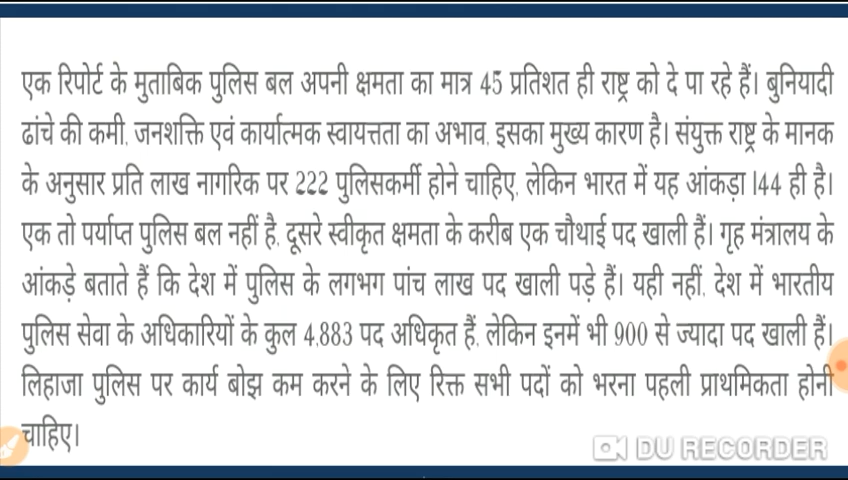 एक रिपोर्ट के मुताबिक पुलिस बल अपनी क्षमता का मात्र 45 प्रतिशत ही राष्ट्र को दे पा रहे हैं। बुनियादी
ढांचे की कमी, जनशक्ति एवं कार्यात्मक स्वायत्तता का अभाव, इसका मुख्य कारण है। संयुक्त राष्ट्र के मानक
के अनुसार प्रति लाख नागरिक पर 222 पुलिसकर्मी होने चाहिए, लेकिन भारत में यह आंकड़ा 144 ही है।
एक तो पर्याप्त पुलिस बल नहीं है, दूसरे स्वीकृत क्षमता के करीब एक चौथाई पद खाली हैं। गृह मंत्रालय के
आंकड़े बताते हैं कि देश में पुलिस के लगभग पांच लाख पद खाली पड़े हैं। यही नहीं, देश में भारतीय
पुलिस सेवा के अधिकारियों के कुल 4,883 पद अधिकृत हैं, लेकिन इनमें भी 900 से ज्यादा पद खाली हैं।
लिहाजा पुलिस पर कार्य बोझ कम करने के लिए रिक्त सभी पदों को भरना पहली प्राथमिकता होनी
चाहिए।
DU RECORDER